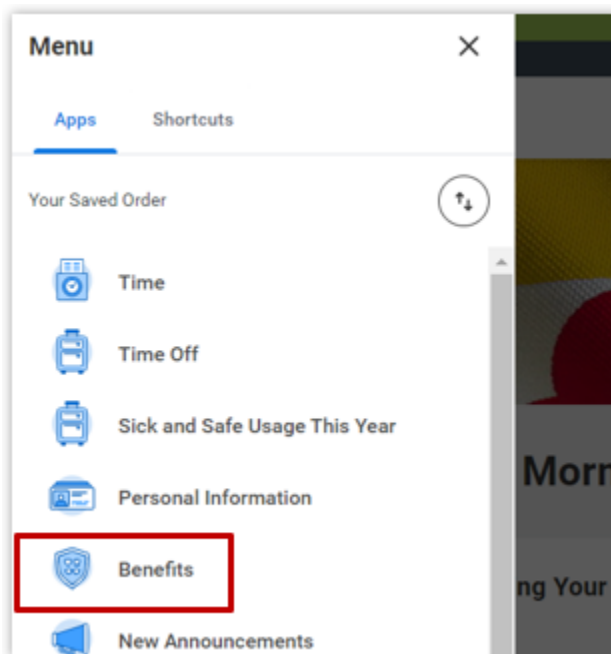 Menu
Apps Shortcuts
Your Saved Order
Time
Time Off
Sick and Safe Usage This Year
Personal Information
Benefits
ng Your
New Announcements